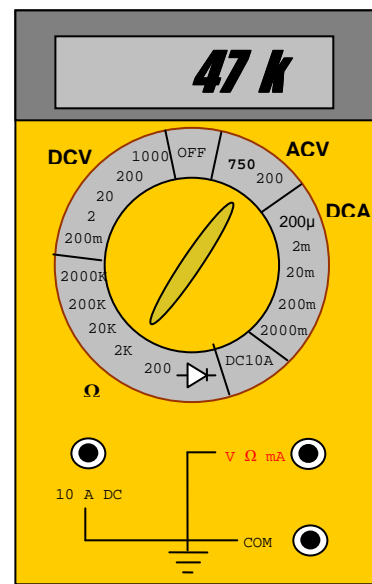 47 k
DCV
ACV
DCA
OFF
750
200
200µ
2m
20m
200m
2000m
DC10A
1000
200
20
2
200m
2000K
200K
20K
2K
200
Ω
V Ω mA
10 A DC
COM